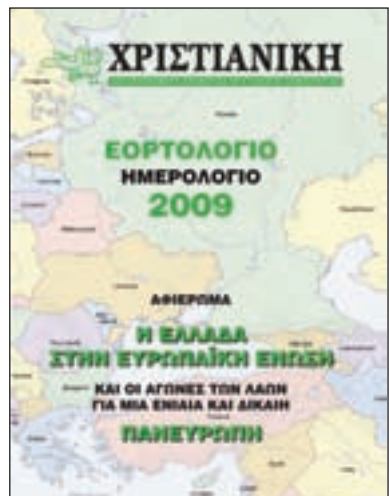 ΧΡΙΣΤΙΑΝΙΚΗ
ΕΟΡΤΟΛΟΓΙΟ
ΗΜΕΡΟΛΟΓΙΟ
2009
ΑΦΙΕΡΩΜΑ
Η ΕΛΛΑΔΑ
ΣΤΗΝ ΕΥΡΩΠΑΪΚΗ ΕΝΩΣΗ
ΚΑΙ ΟΙ ΑΓΩΝΕΣ ΤΩΝ ΛΑΩΝ
ΓΙΑ ΜΙΑ ΕΝΙΑΙΑ ΚΑΙ ΔΙΚΑΙΗ
ΠΑΝΕΥΡΩΠΗ